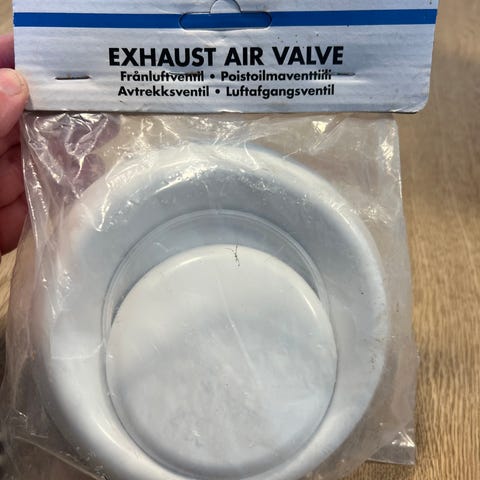 EXHAUST AIR VALVE
Frånluftventil • Poistoilmaventtiili
Avtrekksventil • Luftafgangsventil